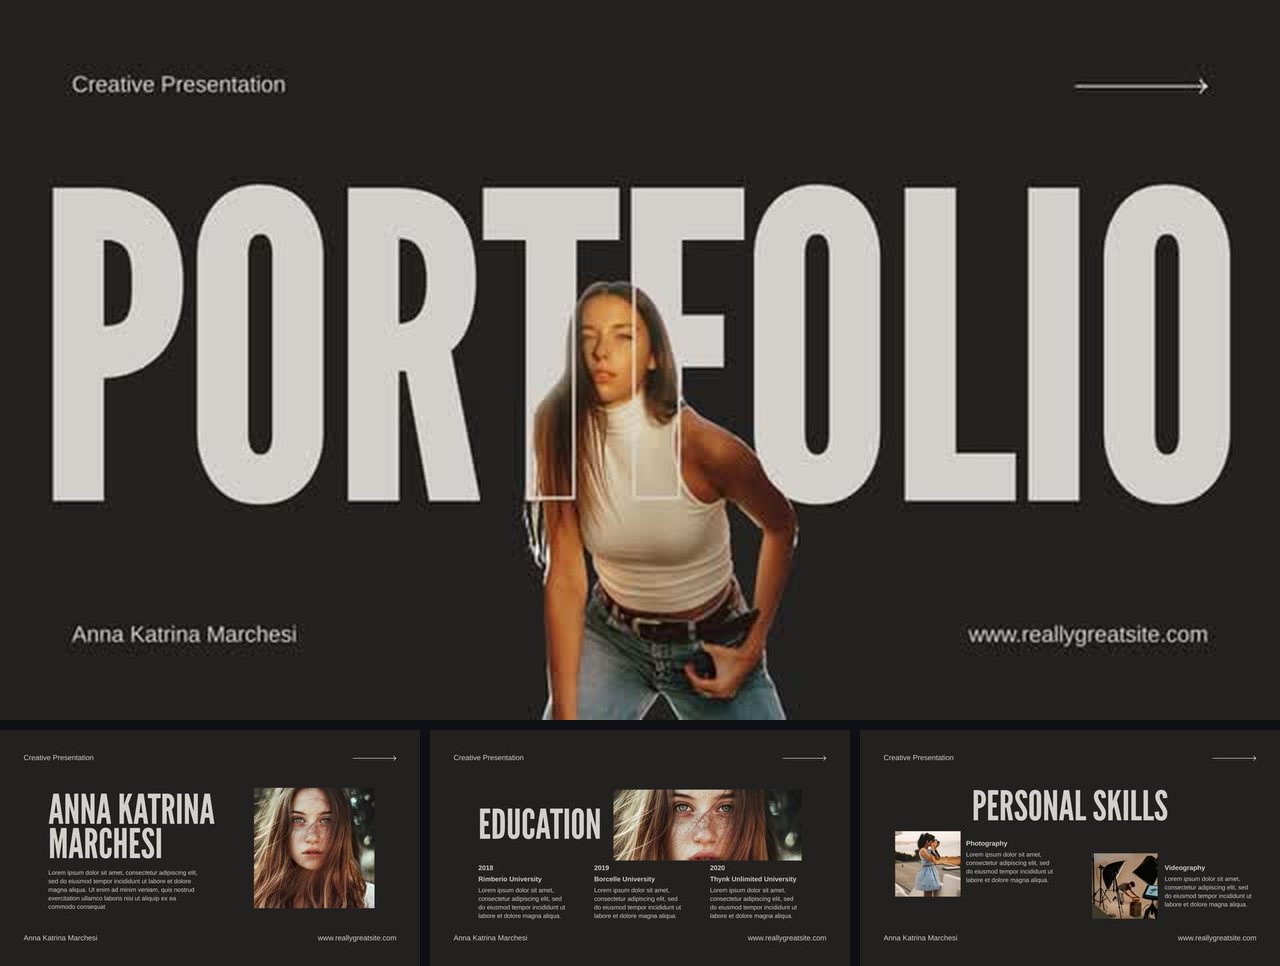 Creative Presentation
PORTFOLIO
Anna Katrina Marchesi
www.reallygreatsite.com
Creative Presentation
ANNA KATRINA
MARCHESI
Lorem ipsum dolor sit amet, consectetur adipiscing elit,
sed do eiusmod tempor incididunt ut labore et dolore
magna aliqua. Ut enim ad minim veniam, quis nostrud
exercitation ullamco laboris nisi ut aliquip ex ea
commodo consequat
Anna Katrina Marchesi
www.reallygreatsite.com
Creative Presentation
EDUCATION
2018
Rimberio University
Lorem ipsum dolor sit amet,
consectetur adipiscing elit, sed
do eiusmod tempor incididunt ut
labore et dolore magna aliqua.
2019
Borcelle University
Lorem ipsum dolor sit amet,
consectetur adipiscing elit, sed
do eiusmod tempor incididunt ut
labore et dolore magna aliqua.
2020
Thynk Unlimited University
Lorem ipsum dolor sit amet,
consectetur adipiscing elit, sed
do eiusmod tempor incididunt ut
labore et dolore magna aliqua.
Anna Katrina Marchesi
www.reallygreatsite.com
Creative Presentation
PERSONAL SKILLS
Photography
Lorem ipsum dolor sit amet,
consectetur adipiscing elit, sed
do eiusmod tempor incididunt ut
labore et dolore magna aliqua.
Videography
Lorem ipsum dolor sit amet,
consectetur adipiscing elit, sed
do eiusmod tempor incididunt ut
labore et dolore magna aliqua.
Anna Katrina Marchesi
www.reallygreatsite.com